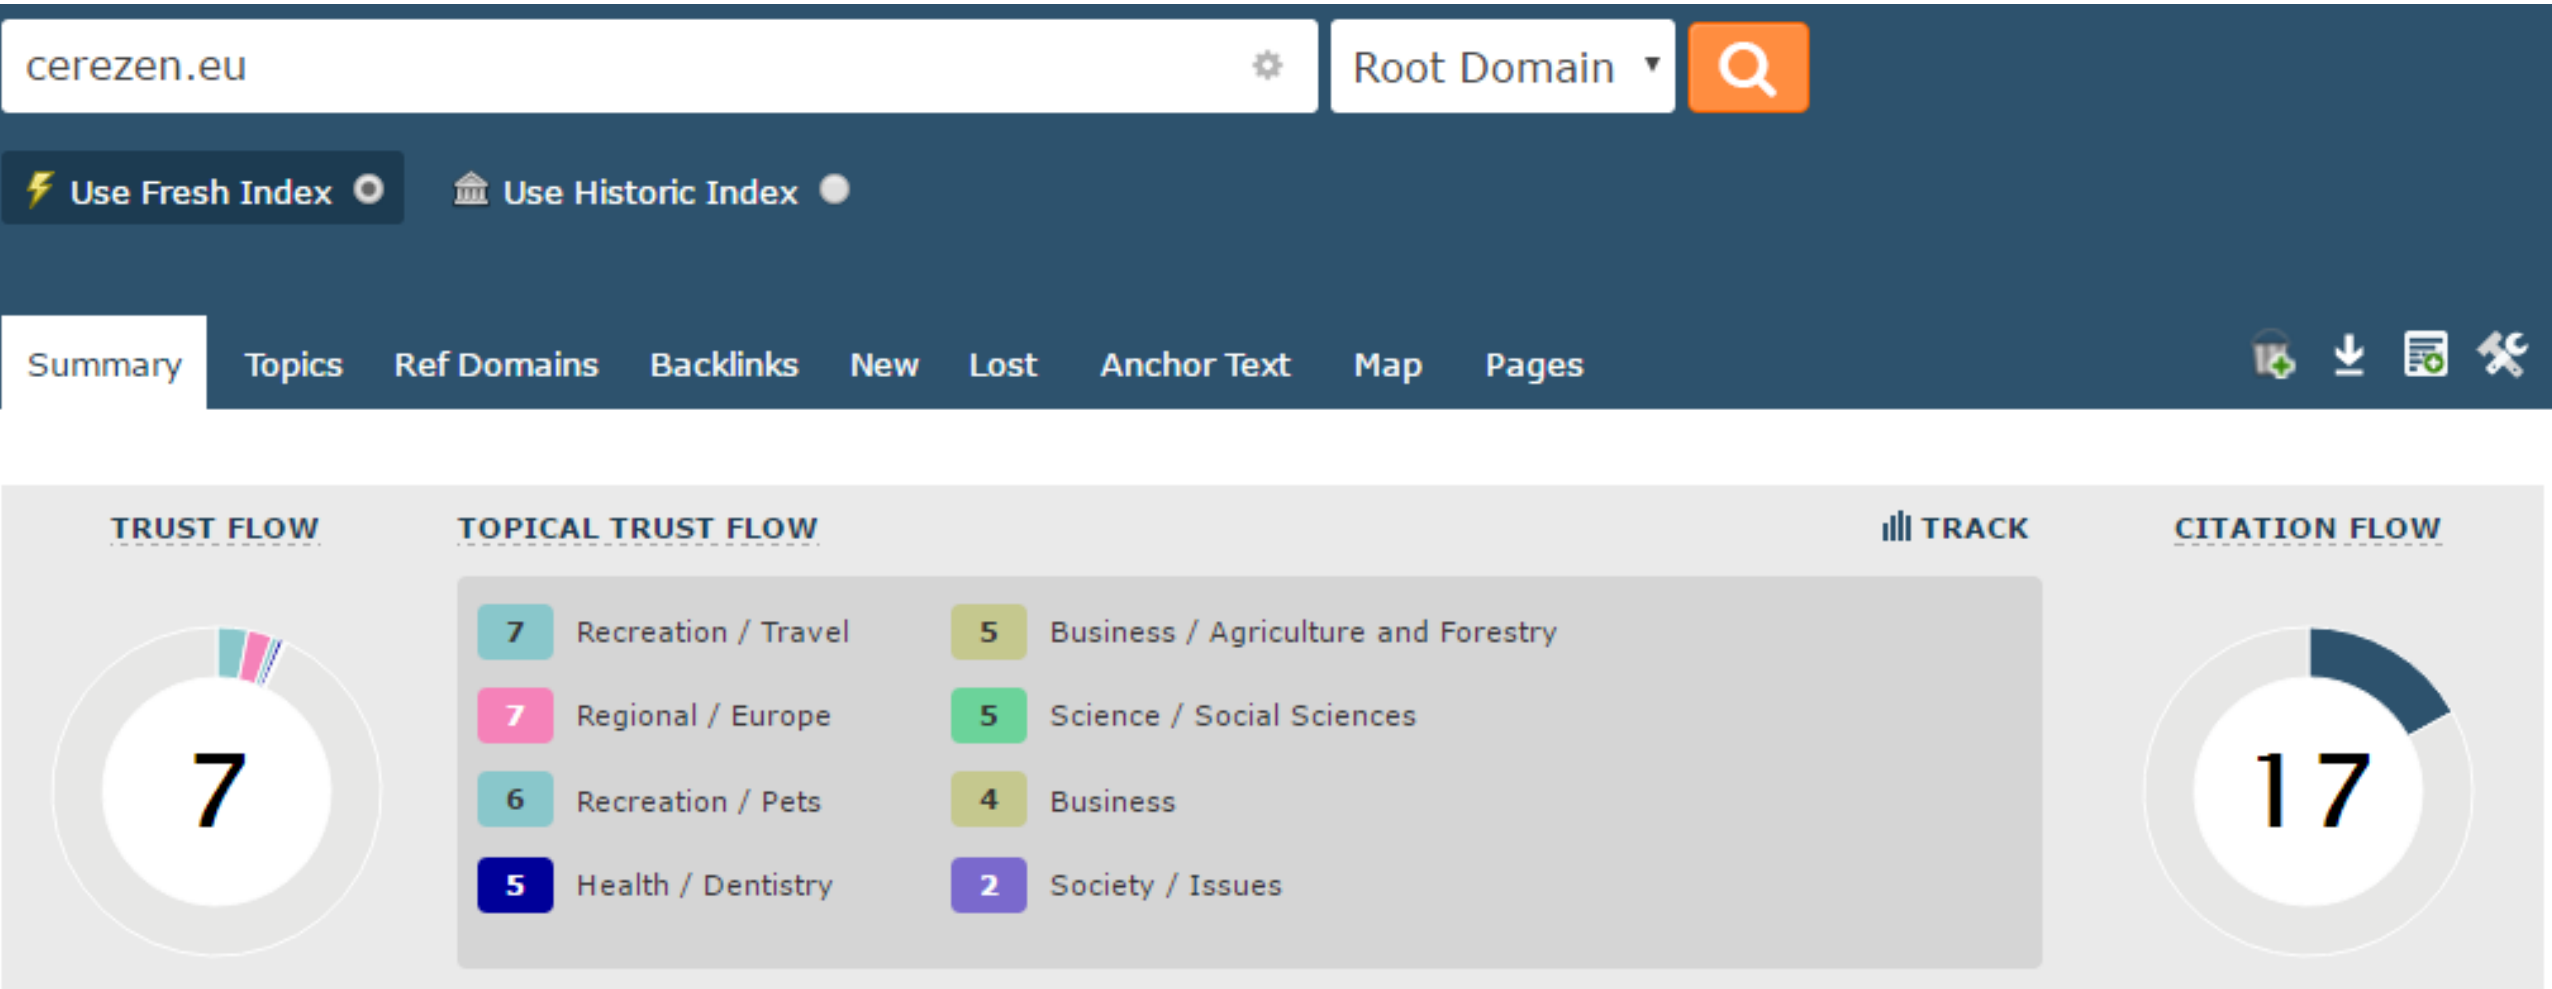 cerezen.eu
Root Domain
Use Fresh Index
Use Historic Index
Summary Topics Ref Domains Backlinks New Lost Anchor Text Map Pages
TRUST FLOW
7
TOPICAL TRUST FLOW
TRACK
7 Recreation / Travel
7 Regional / Europe
6 Recreation / Pets
5 Health / Dentistry
5 Business / Agriculture and Forestry
5 Science / Social Sciences
4 Business
2 Society / Issues
CITATION FLOW
17